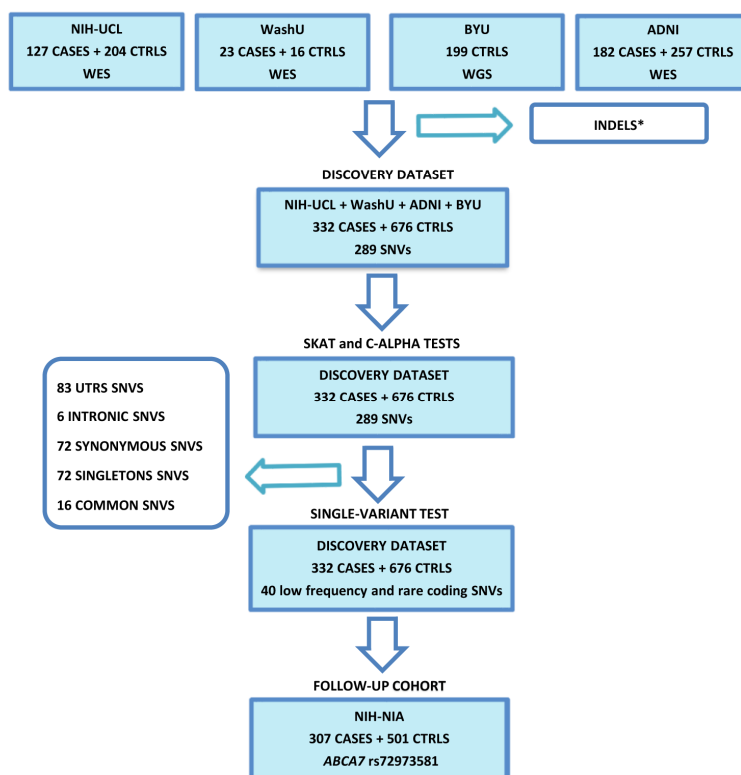 NIH-UCL
127 CASES + 204 CTRLS
WES
WashU
23 CASES + 16 CTRLS
WES
BYU
199 CTRLS
WGS
ADNI
182 CASES + 257 CTRLS
WES
INDELS*
DISCOVERY DATASET
NIH-UCL + WashU + ADNI + BYU
332 CASES + 676 CTRLS
289 SNVs
SKAT and C-ALPHA TESTS
DISCOVERY DATASET
332 CASES + 676 CTRLS
289 SNVs
83 UTRS SNVS
6 INTRONIC SNVS
72 SYNONYMOUS SNVS
72 SINGLETONS SNVS
16 COMMON SNVS
SINGLE-VARIANT TEST
DISCOVERY DATASET
332 CASES + 676 CTRLS
40 low frequency and rare coding SNVs
FOLLOW-UP COHORT
NIH-NIA
307 CASES + 501 CTRLS
ABCA7 rs72973581